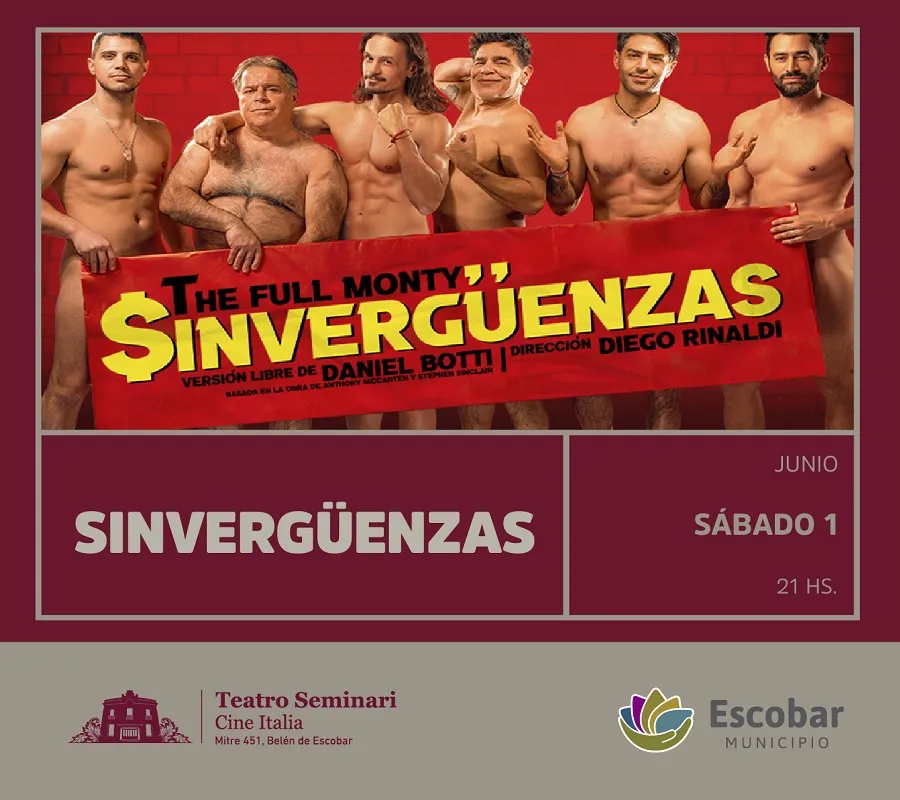 THE FULL MONTY
$INVERGÜENZAS
VERSIÓN LIBRE DE DANIEL BOTTI | DIRECCIÓN DIEGO RINALDI
BASADA EN LA OBRA DE ANTHONY MCCARTEN Y STEPHEN SINCLAIR
SINVERGÜENZAS
JUNIO
SÁBADO 1
21 HS.
Teatro Seminari
Cine Italia
Mitre 451, Belén de Escobar
Escobar
MUNICIPIO